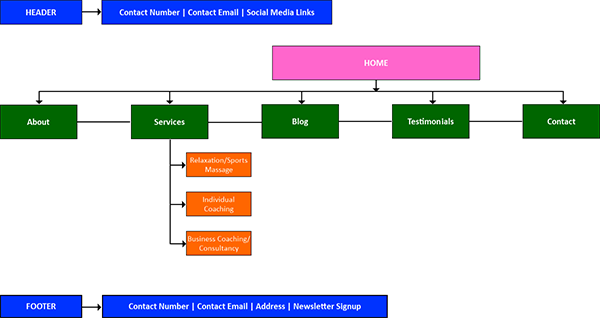 HEADER
Contact Number | Contact Email | Social Media Links
HOME
About
Services
Blog
Testimonials
Contact
Relaxation/Sports
Massage
Individual
Coaching
Business Coaching/
Consultancy
FOOTER
Contact Number | Contact Email | Address | Newsletter Signup